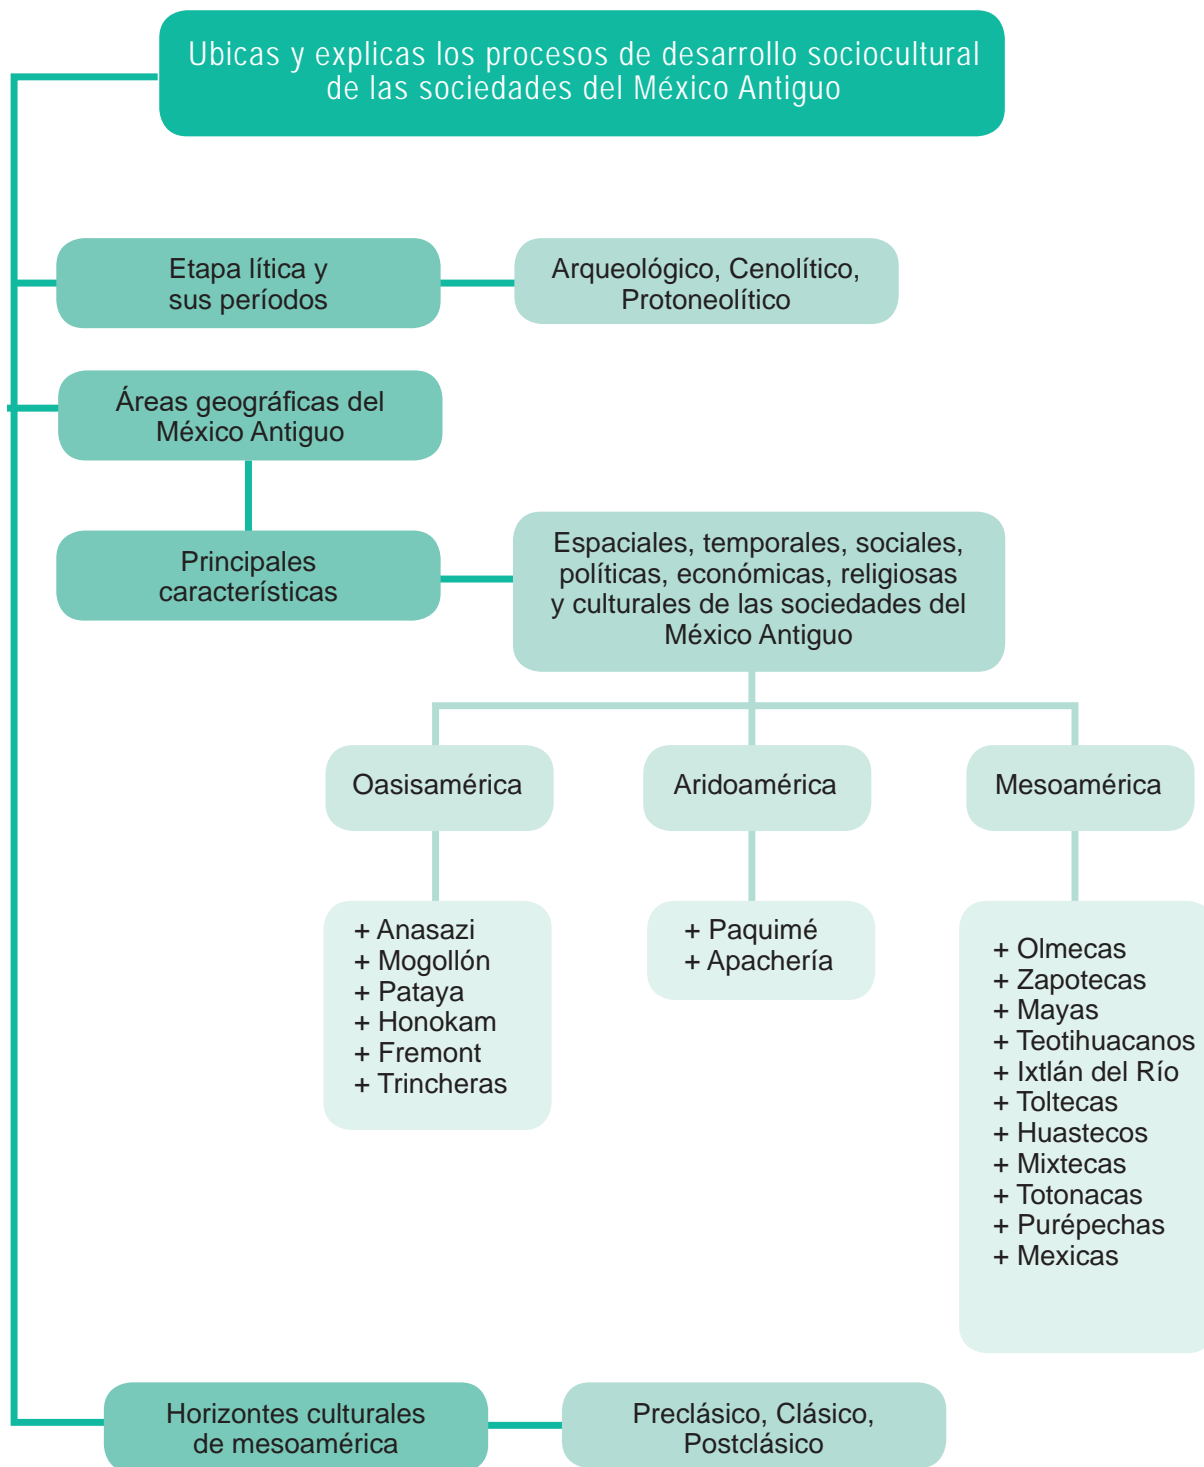 Ubicas y explicas los procesos de desarrollo sociocultural
de las sociedades del México Antiguo
Etapa lítica y
sus períodos
Arqueológico, Cenolítico,
Protoneolítico
Áreas geográficas del
México Antiguo
Principales
características
Espaciales, temporales, sociales,
políticas, económicas, religiosas
y culturales de las sociedades del
México Antiguo
Oasisamérica
Aridoamérica
Mesoamérica
+ Anasazi
+ Mogollón
+ Pataya
+ Honokam
+ Fremont
+ Trincheras
+ Paquimé
+ Apachería
+ Olmecas
+ Zapotecas
+ Mayas
+ Teotihuacanos
+ Ixtlán del Río
+ Toltecas
+ Huastecos
+ Mixtecas
+ Totonacas
+ Purépechas
+ Mexicas
Horizontes culturales
de mesoamérica
Preclásico, Clásico,
Postclásico